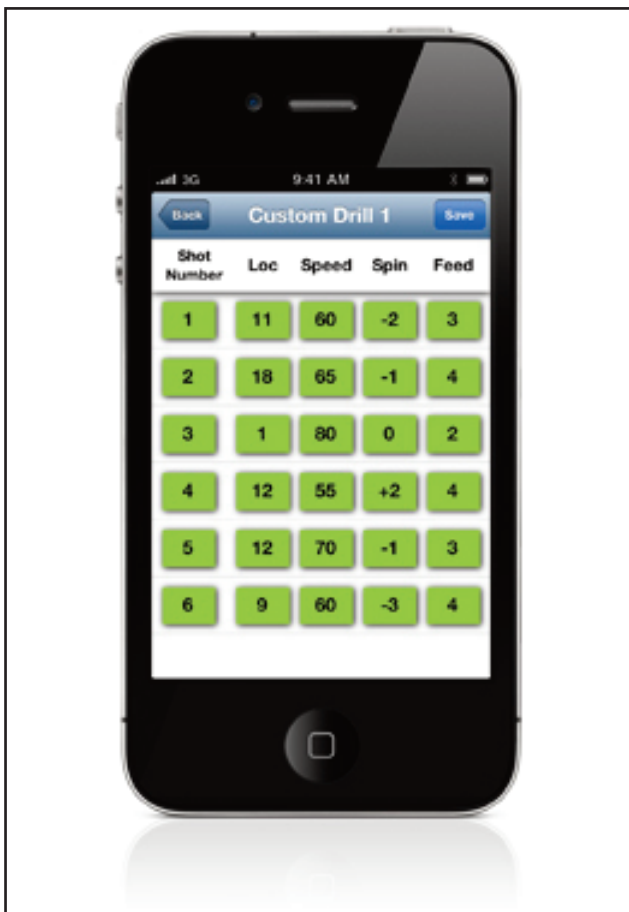 3G 9:41 AM
Back Custom Drill 1 Save
Shot Number Loc Speed Spin Feed
1 11 60 -2 3
2 18 65 -1 4
3 1 80 0 2
4 12 55 +2 4
5 12 70 -1 3
6 9 60 -3 4